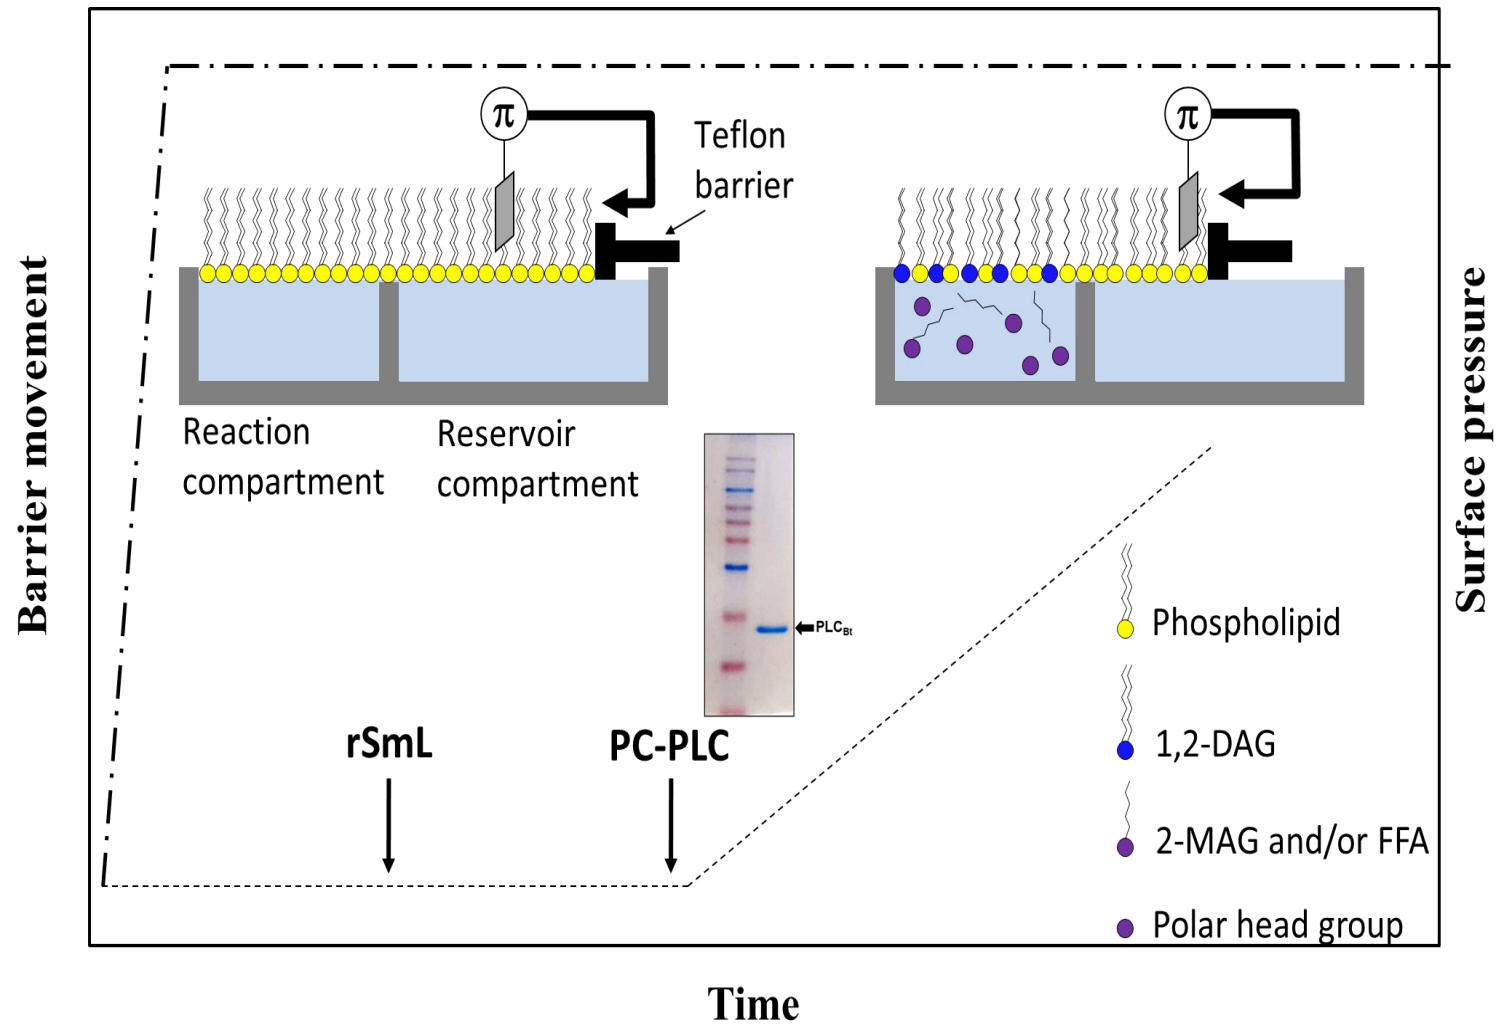 π
π
Teflon
barrier
Barrier movement
Surface pressure
Reaction
compartment
Reservoir
compartment
PLCBt
Phospholipid
rSmL
PC-PLC
1,2-DAG
2-MAG and/or FFA
Polar head group
Time